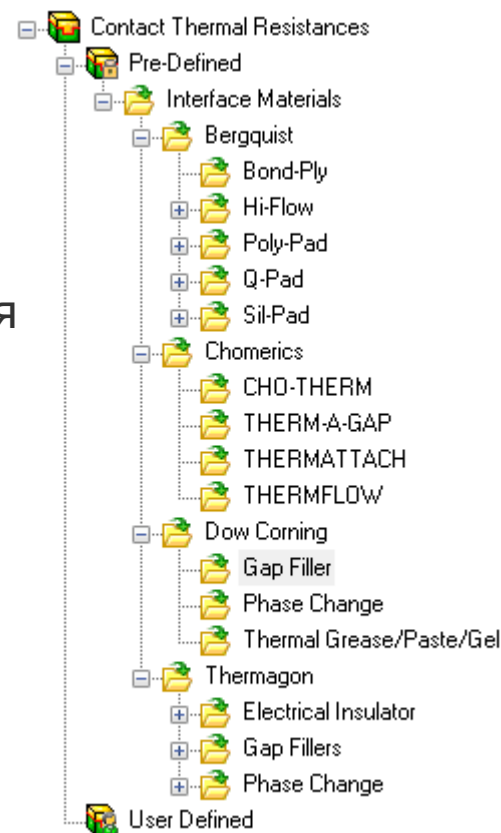 Contact Thermal Resistances
Pre-Defined
Interface Materials
Bergquist
Bond-Ply
Hi-Flow
Poly-Pad
Q-Pad
я
Sil-Pad
Chomerics
CHO-THERM
THERM-A-GAP
THERMATTACH
THERMFLOW
Dow Corning
Gap Filler
Phase Change
Thermal Grease/Paste/Gel
Thermagon
Electrical Insulator
Gap Fillers
Phase Change
User Defined